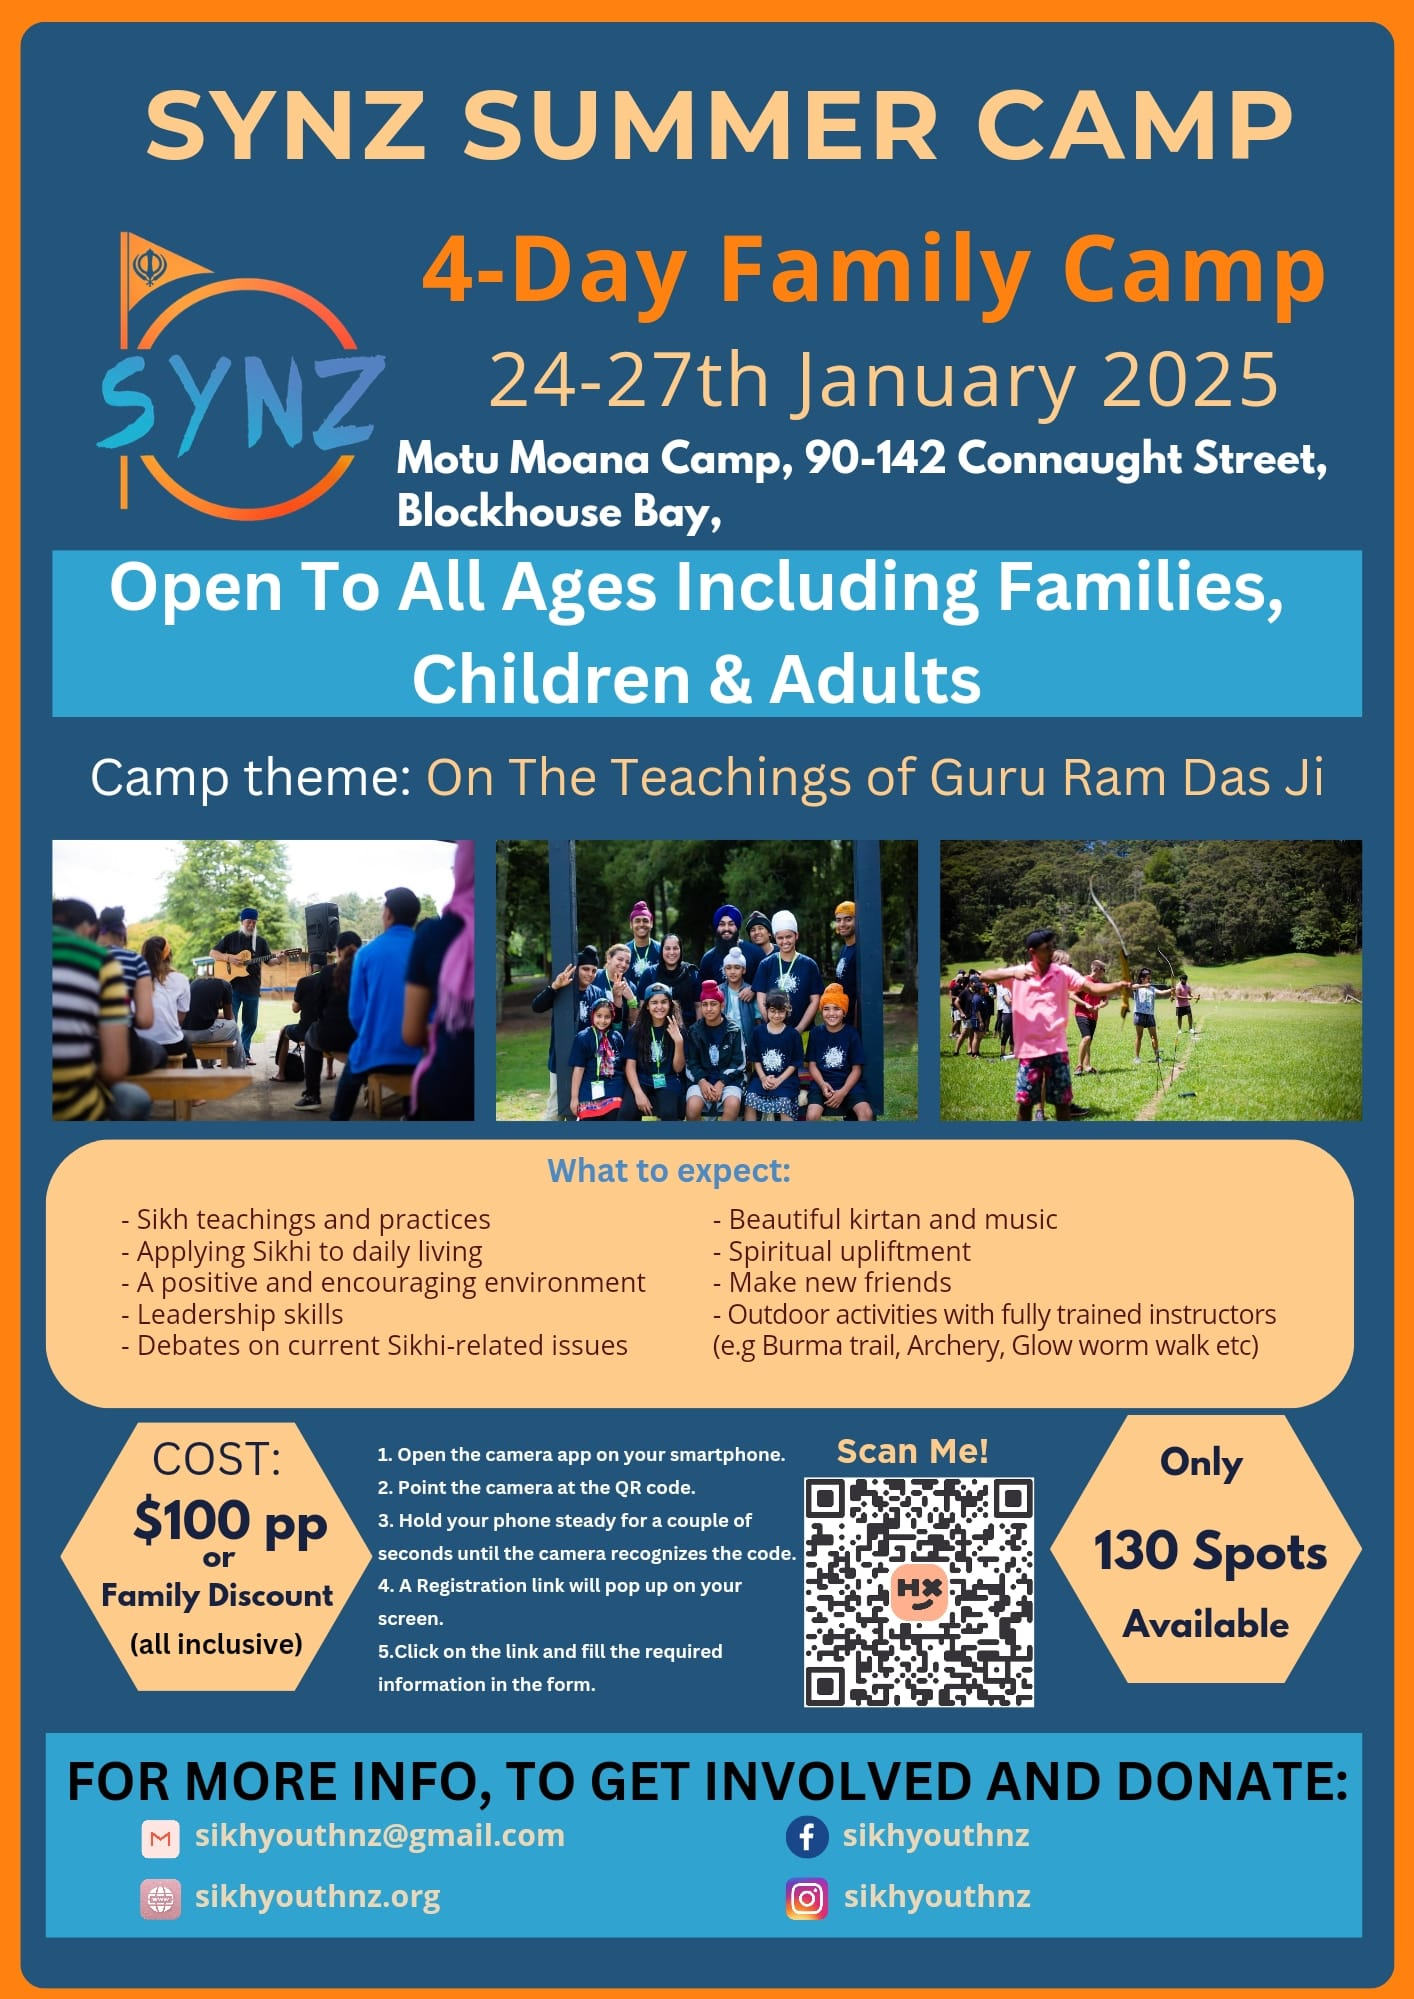 SYNZ SUMMER CAMP
SYNZ
4-Day Family Camp
24-27th January 2025
Motu Moana Camp, 90-142 Connaught Street,
Blockhouse Bay,
Open To All Ages Including Families,
Children & Adults
Camp theme: On The Teachings of Guru Ram Das Ji
What to expect:
- Sikh teachings and practices
- Applying Sikhi to daily living
- A positive and encouraging environment
- Leadership skills
- Debates on current Sikhi-related issues
- Beautiful kirtan and music
- Spiritual upliftment
- Make new friends
- Outdoor activities with fully trained instructors
(e.g Burma trail, Archery, Glow worm walk etc)
COST:
$100 pp
or
Family Discount
(all inclusive)
1. Open the camera app on your smartphone.
2. Point the camera at the QR code.
3. Hold your phone steady for a couple of
seconds until the camera recognizes the code.
4. A Registration link will pop up on your
screen.
5.Click on the link and fill the required
information in the form.
Scan Me!
HX
Only
130 Spots
Available
FOR MORE INFO, TO GET INVOLVED AND DONATE:
sikhyouthnz@gmail.com
sikhyouthnz.org
sikhyouthnz
sikhyouthnz